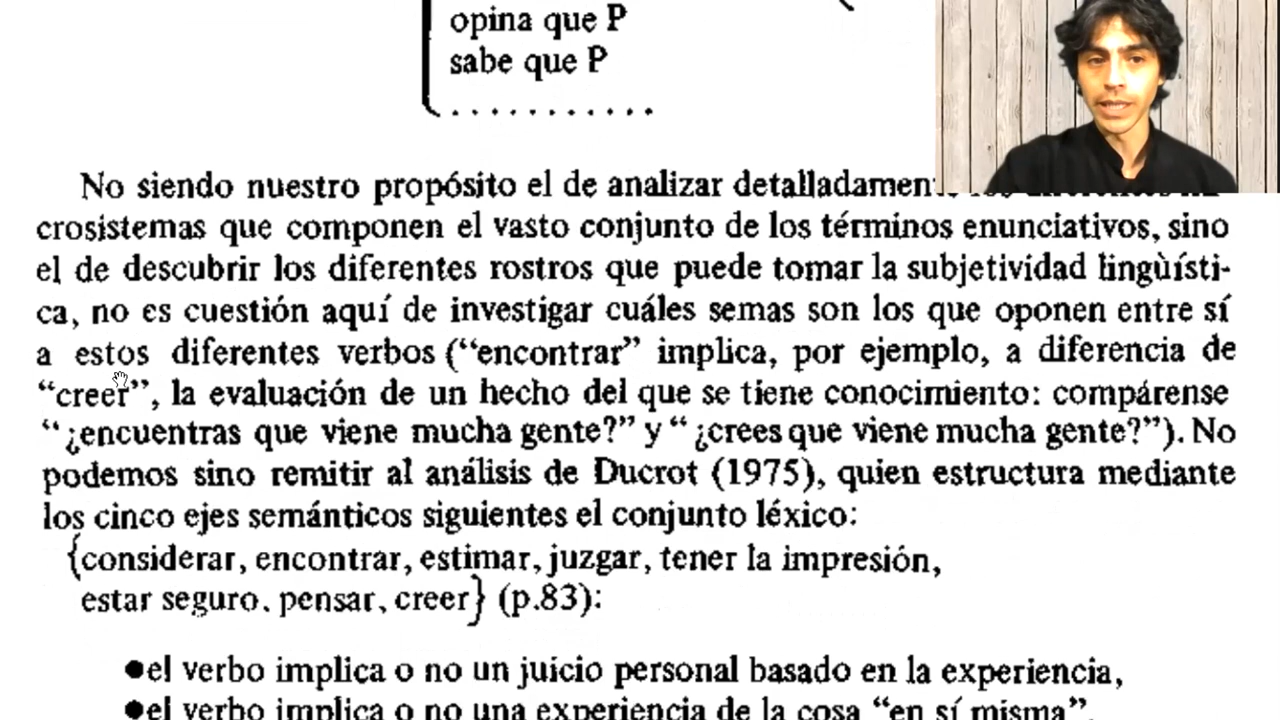 opina que P
sabe que P
...........
No siendo nuestro propósito el de analizar
crosistemas que componen el vasto conjunto de los términos enunciativos, sino
el de descubrir los diferentes rostros que puede tomar la subjetividad lingüísti-
ca, no es cuestión aquí de investigar cuáles semas son los que oponen entre sí
a estos diferentes verbos (“encontrar” implica, por ejemplo, a diferencia de
“creer”, la evaluación de un hecho del que se tiene conocimiento: compárense
“¿encuentras que viene mucha gente?” y “¿crees que viene mucha gente?”). No
podemos sino remitir al análisis de Ducrot (1975), quien estructura mediante
los cinco ejes semánticos siguientes el conjunto léxico:
{considerar, encontrar, estimar, juzgar, tener la impresión,
estar seguro, pensar, creer} (p.83):
●el verbo implica o no un juicio personal basado en la experiencia,
●el verbo implica o no una experiencia de la cosa “en sí misma”,